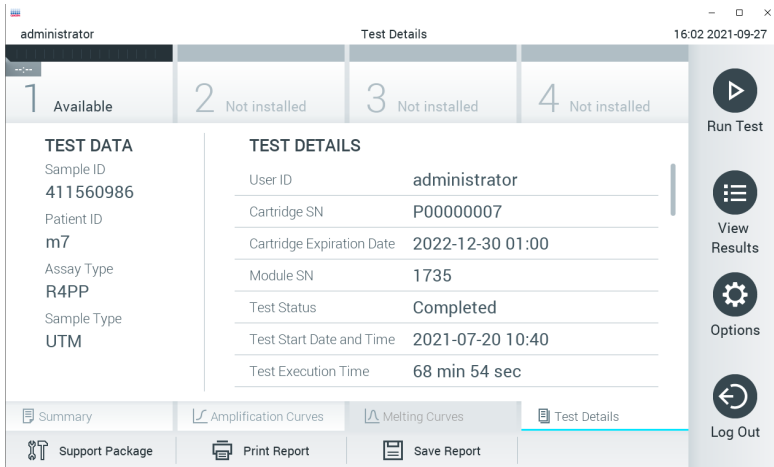 administrator
Test Details
16:02 2021-09-27
--:--
1 Available
2 Not installed
3 Not installed
4 Not installed
Run Test
View
Results
Options
Log Out
TEST DATA
Sample ID
411560986
Patient ID
m7
Assay Type
R4PP
Sample Type
UTM
TEST DETAILS
User ID administrator
Cartridge SN P00000007
Cartridge Expiration Date 2022-12-30 01:00
Module SN 1735
Test Status Completed
Test Start Date and Time 2021-07-20 10:40
Test Execution Time 68 min 54 sec
Summary
Amplification Curves
Melting Curves
Test Details
Support Package
Print Report
Save Report